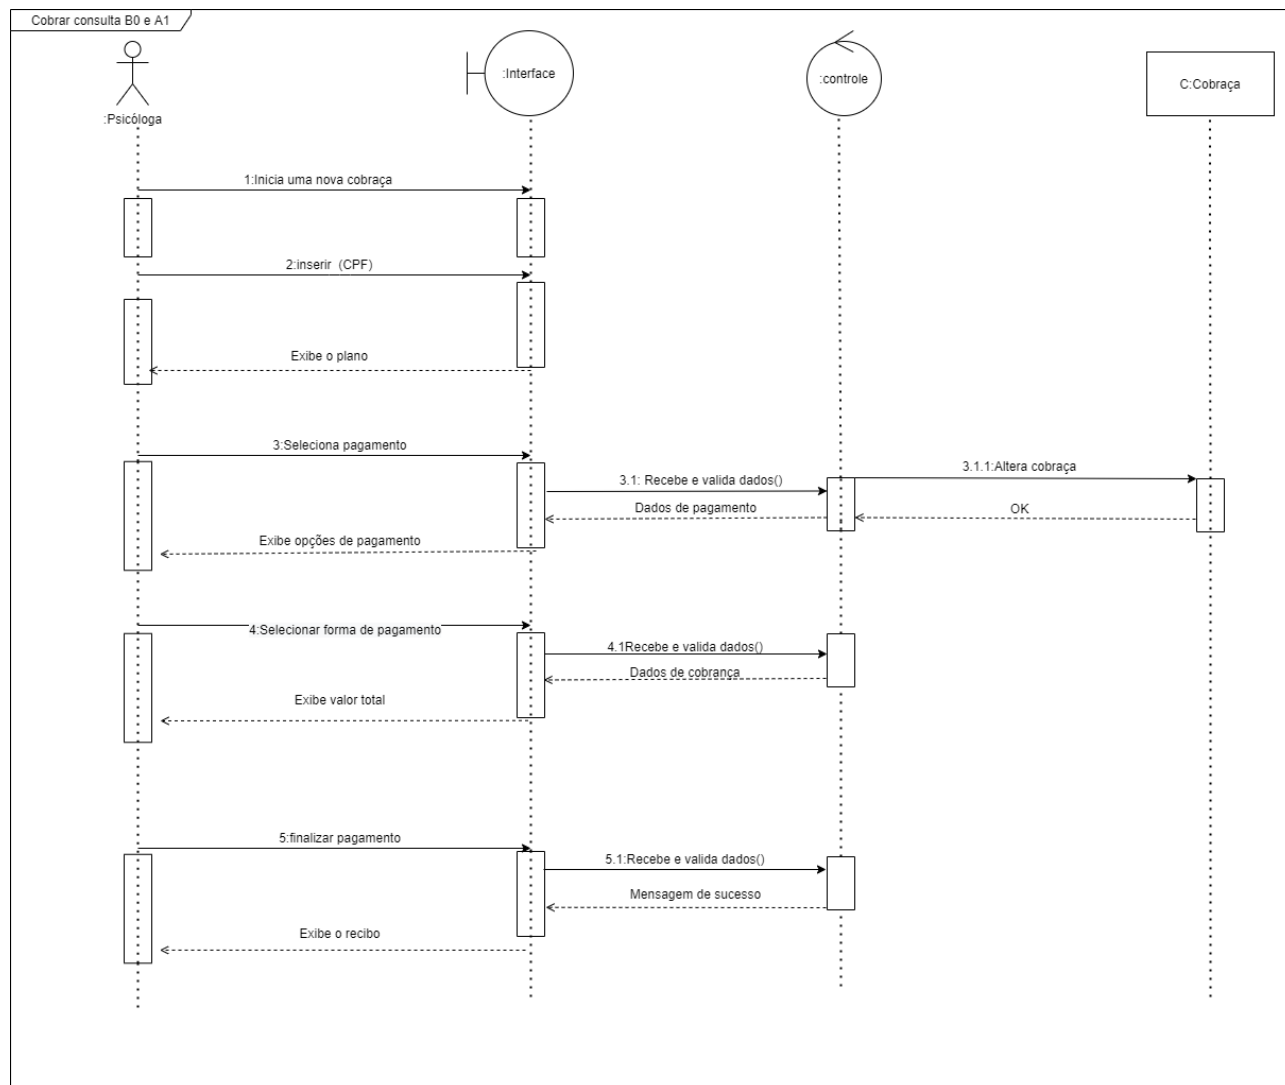 Cobrar consulta B0 e A1
:Psicóloga
:Interface
:controle
C:Cobraça
1:Inicia uma nova cobraça
2:inserir  (CPF)
Exibe o plano
3:Seleciona pagamento
3.1: Recebe e valida dados()
3.1.1:Altera cobraça
Dados de pagamento
OK
Exibe opções de pagamento
4:Selecionar forma de pagamento
4.1Recebe e valida dados()
Dados de cobrança
Exibe valor total
5:finalizar pagamento
5.1:Recebe e valida dados()
Mensagem de sucesso
Exibe o recibo